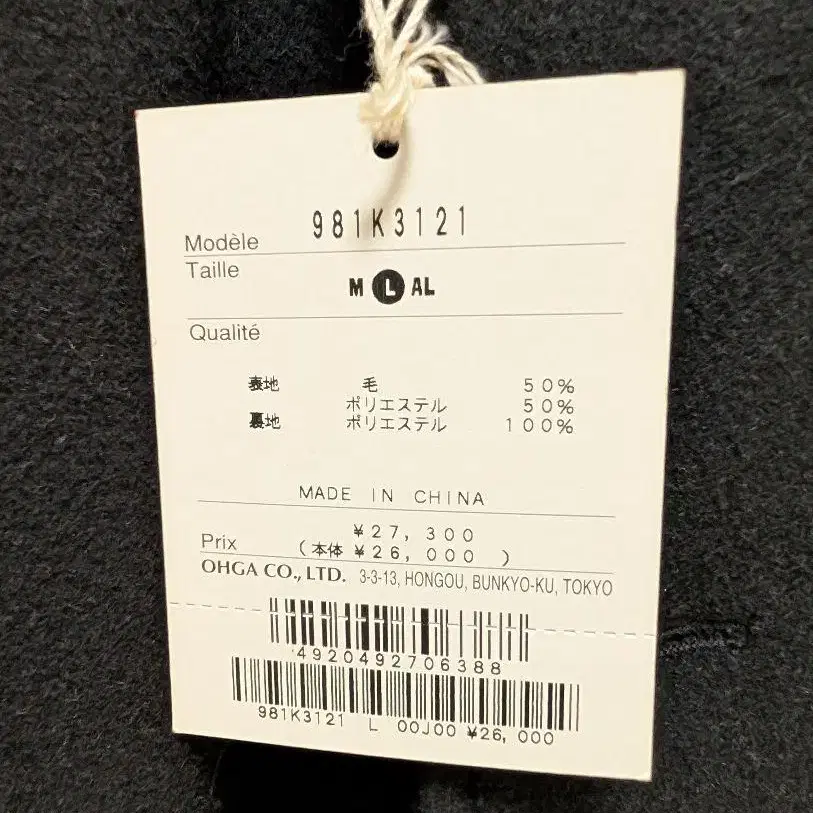 Modèle 981K3121
Taille
M L AL
Qualité
表地 毛 50%
ポリエステル 50%
裏地 ポリエステル 100%
MADE IN CHINA
¥27,300
Prix (本体 ¥26,000 )
OHGA CO., LTD. 3-3-13, HONGOU, BUNKYO-KU, TOKYO
4920492706388
981K3121 L 00J00 ¥26,000